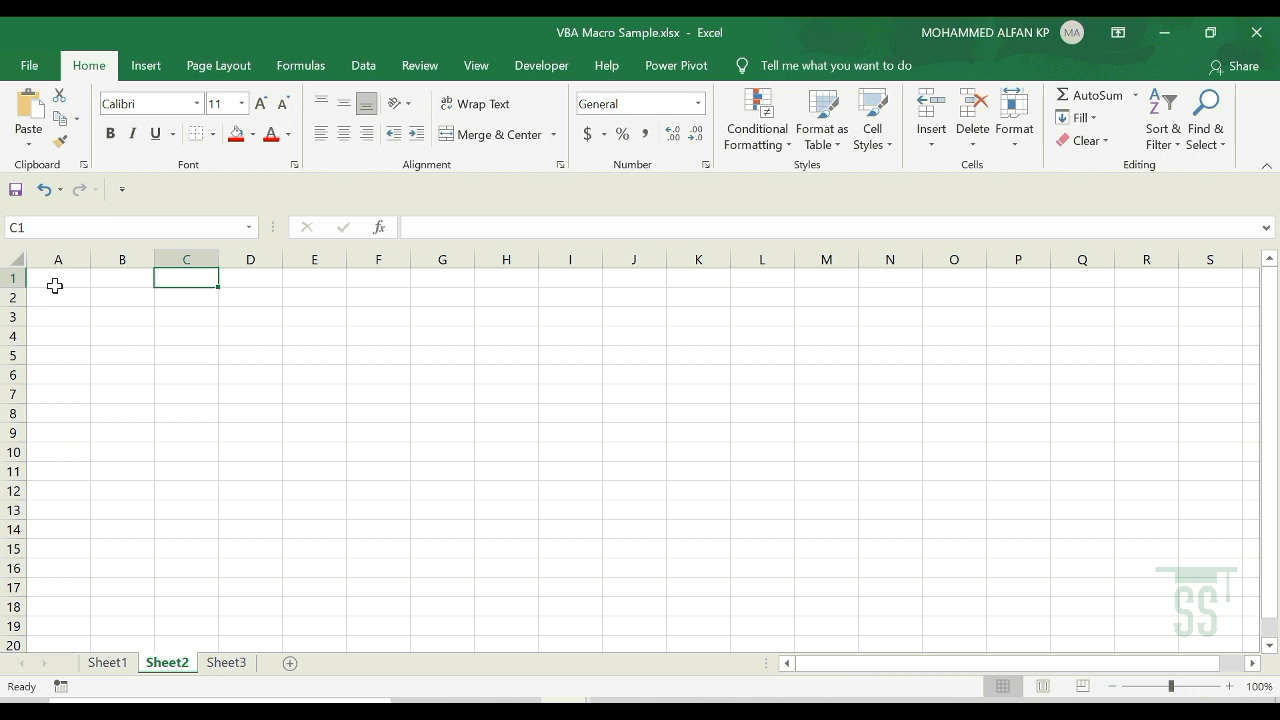 VBA Macro Sample.xlsx - Excel
MOHAMMED ALFAN KP MA
File Home Insert Page Layout Formulas Data Review View Developer Help Power Pivot Tell me what you want to do Share
Paste
Calibri 11
B I U
A A
A
ab Wrap Text
Merge & Center
General
$ % ,
Conditional Formatting
Format as Table
Cell Styles
Insert
Delete
Format
AutoSum
Fill
Clear
Sort & Filter
Find & Select
Clipboard Font Alignment Number Styles Cells Editing
C1 fx
A B C D E F G H I J K L M N O P Q R S
1
2
3
4
5
6
7
8
9
10
11
12
13
14
15
16
17
18
19
20
SS
Sheet1 Sheet2 Sheet3
Ready 100%